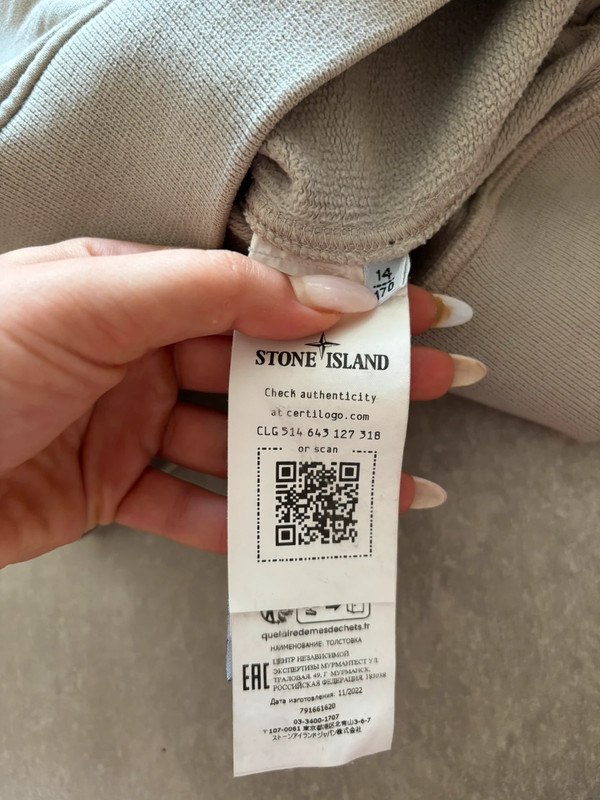 14
170
STONE ISLAND
Check authenticity
at certilogo.com
CLG 514 643 127 318
or scan
quefairedemesdechets.fr
НАИМЕНОВАНИЕ: ТОЛСТОВКА
ЦЕНТР НЕЗАВИСИМОЙ
ЭКСПЕРТИЗЫ МУРМАНТЕСТ УЛ.
ТРАЛОВАЯ, Г. МУРМАНСК,
РОССИЙСКАЯ ФЕДЕРАЦИЯ, 183038
EAC
Дата изготовления: 11/2022
791661620
03-3400-1707
〒107-0061 東京都港区北青山3-6-7
ストーンアイランドジャパン株式会社